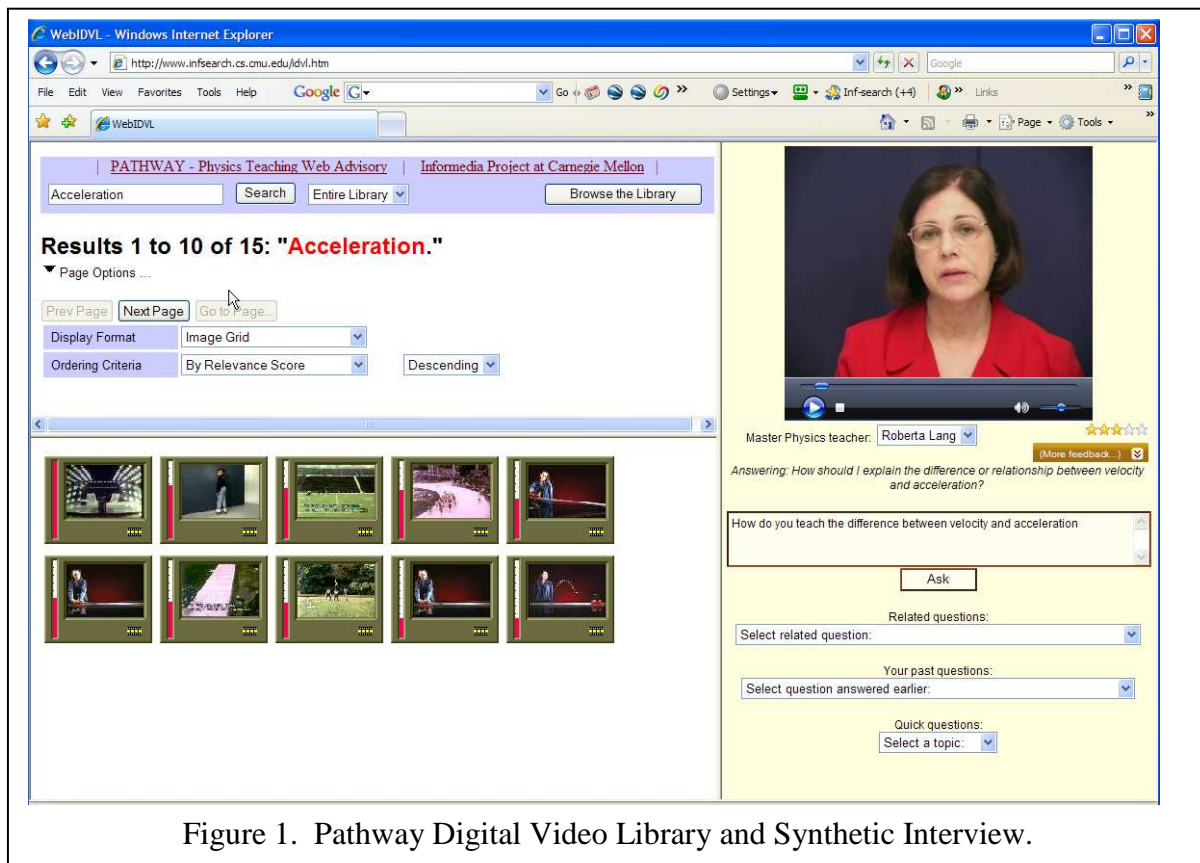 WebIDVL - Windows Internet Explorer
http://www.infsearch.cs.cmu.edu/idvl.htm
Google
File Edit View Favorites Tools Help Google G Go » Settings Inf-search (+4) » Links »
WebIDVL Page Tools »
| PATHWAY - Physics Teaching Web Advisory | Informedia Project at Carnegie Mellon |
Acceleration Search Entire Library Browse the Library
Results 1 to 10 of 15: "Acceleration."
Page Options ...
Prev Page Next Page Go to Page...
Display Format Image Grid
Ordering Criteria By Relevance Score Descending
Master Physics teacher: Roberta Lang
(More feedback...)
Answering: How should I explain the difference or relationship between velocity
and acceleration?
How do you teach the difference between velocity and acceleration
Ask
Related questions:
Select related question:
Your past questions:
Select question answered earlier:
Quick questions:
Select a topic:
Figure 1. Pathway Digital Video Library and Synthetic Interview.